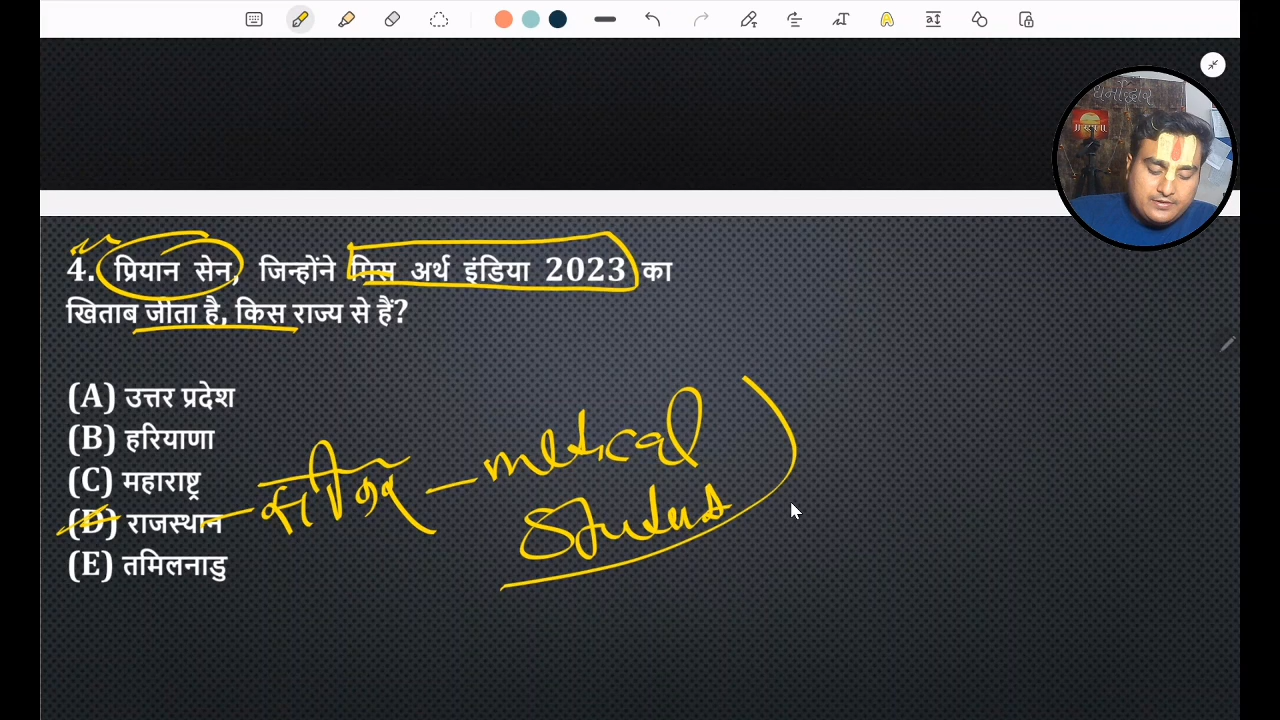 4. प्रियान सेन, जिन्होंने मिस अर्थ इंडिया 2023 का
खिताब जीता है, किस राज्य से हैं?
(A) उत्तर प्रदेश
(B) हरियाणा
(C) महाराष्ट्र
(D) राजस्थान - सीकर - medical
student
(E) तमिलनाडु